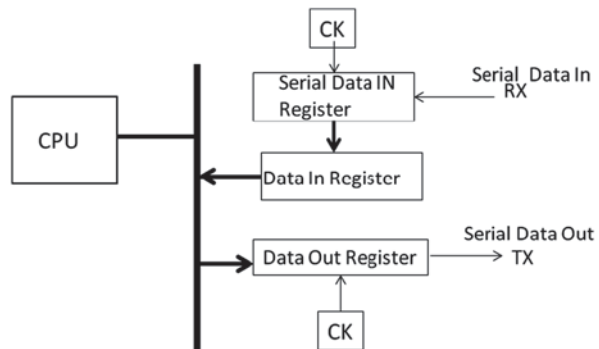 CK
Serial Data IN
Register
Serial Data In
RX
CPU
Data In Register
Serial Data Out
Data Out Register
TX
CK